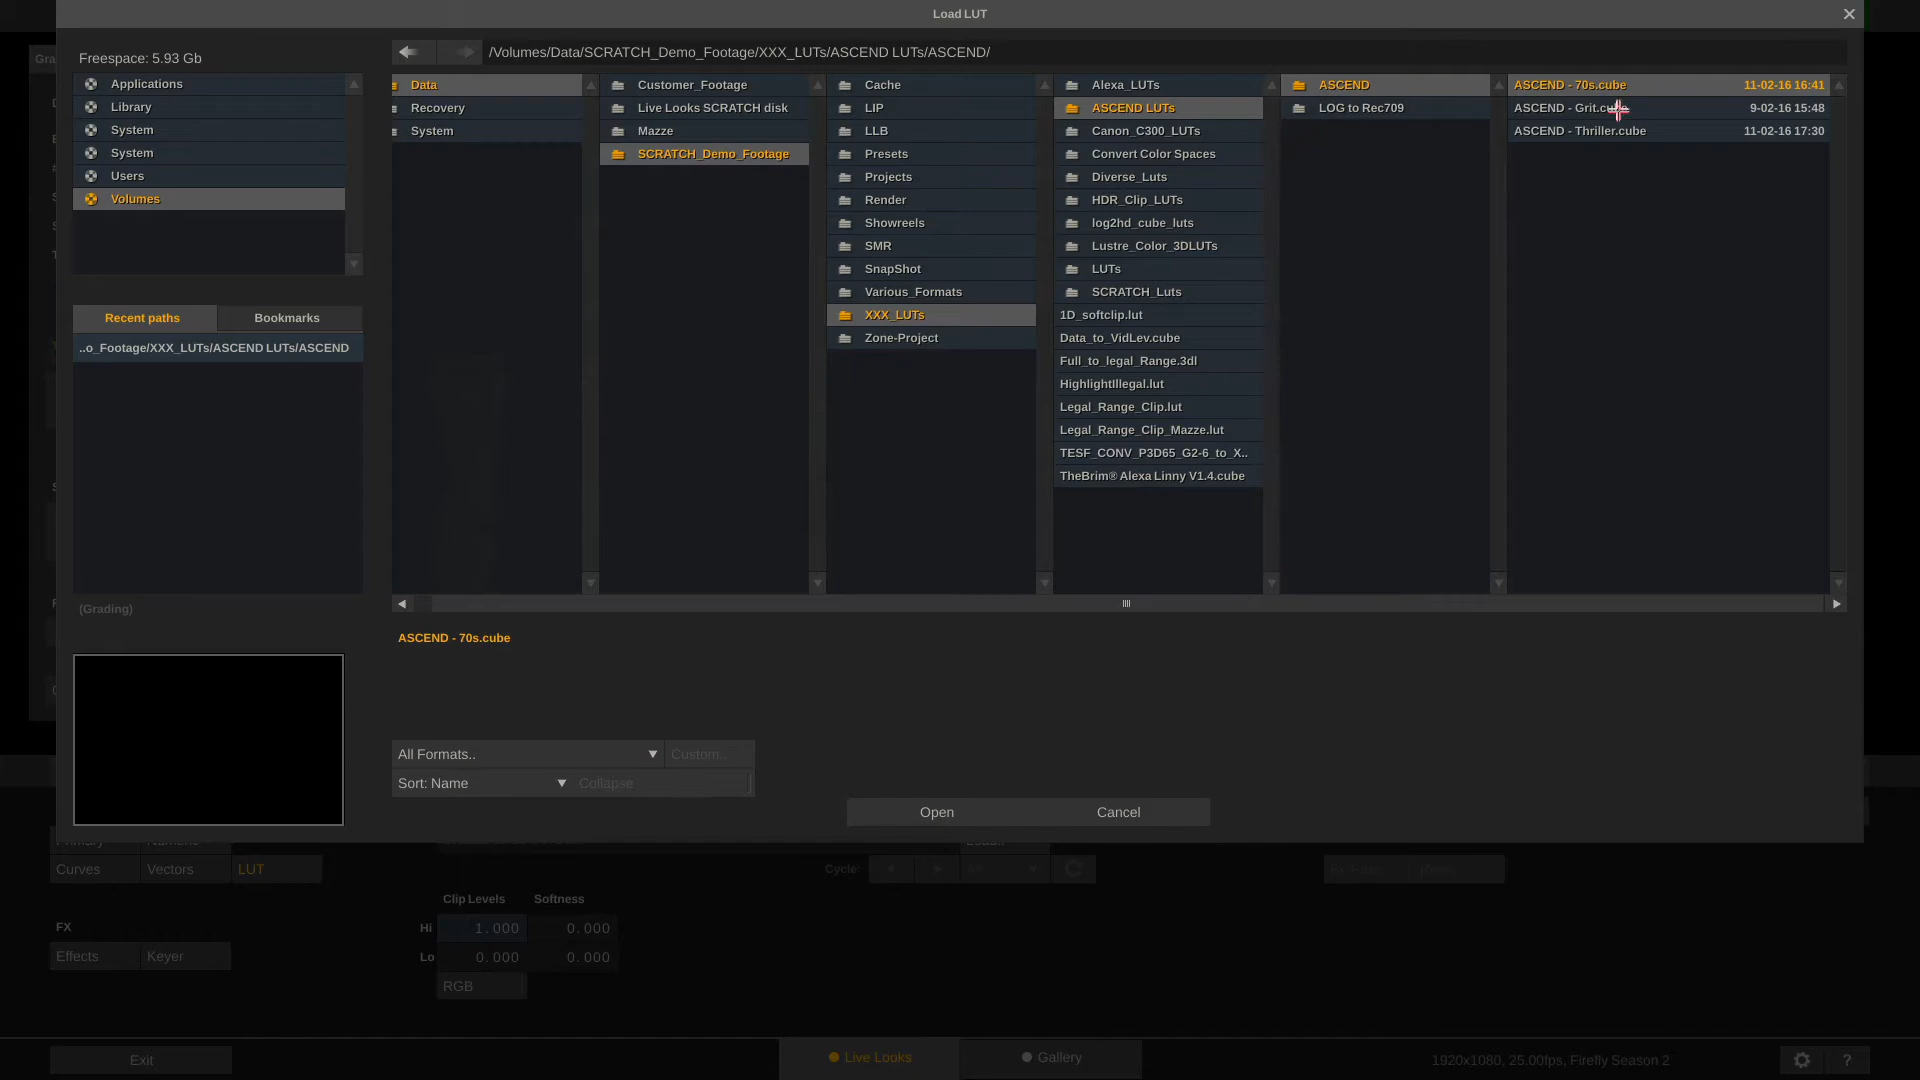 Load LUT
Freespace: 5.93 Gb
/Volumes/Data/SCRATCH_Demo_Footage/XXX_LUTs/ASCEND LUTs/ASCEND/
Applications
Library
System
System
Users
Volumes
Recent paths
Bookmarks
..o_Footage/XXX_LUTs/ASCEND LUTs/ASCEND
(Grading)
Data
Recovery
System
Customer_Footage
Live Looks SCRATCH disk
Mazze
SCRATCH_Demo_Footage
Cache
LIP
LLB
Presets
Projects
Render
Showreels
SMR
SnapShot
Various_Formats
XXX_LUTs
Zone-Project
Alexa_LUTs
ASCEND LUTs
Canon_C300_LUTs
Convert Color Spaces
Diverse_Luts
HDR_Clip_LUTs
log2hd_cube_luts
Lustre_Color_3DLUTs
LUTs
SCRATCH_Luts
1D_softclip.lut
Data_to_VidLev.cube
Full_to_legal_Range.3dl
HighlightIllegal.lut
Legal_Range_Clip.lut
Legal_Range_Clip_Mazze.lut
TESF_CONV_P3D65_G2-6_to_X..
TheBrim® Alexa Linny V1.4.cube
ASCEND
LOG to Rec709
ASCEND - 70s.cube 11-02-16 16:41
ASCEND - Grit.cube 9-02-16 15:48
ASCEND - Thriller.cube 11-02-16 17:30
ASCEND - 70s.cube
All Formats..
Custom..
Sort: Name
Collapse
Open
Cancel
Curves
Vectors
LUT
Cycle:
Clip Levels
Softness
Hi
1.000
0.000
Lo
0.000
0.000
RGB
FX
Effects
Keyer
Exit
Live Looks
Gallery
1920x1080, 25.00fps, Firefly Season 2
?